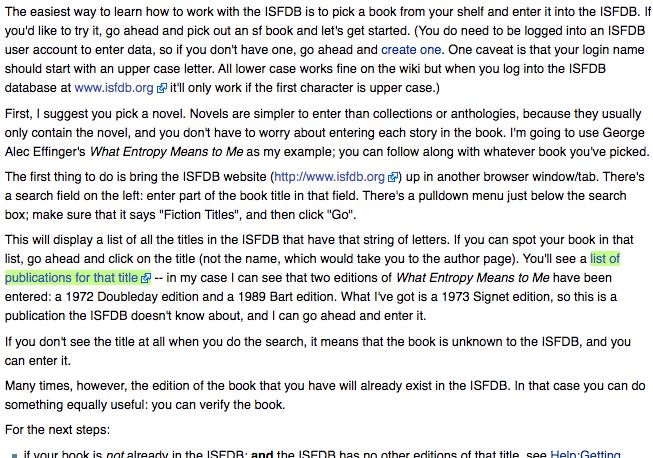 The easiest way to learn how to work with the ISFDB is to pick a book from your shelf and enter it into the ISFDB. If
you'd like to try it, go ahead and pick out an sf book and let's get started. (You do need to be logged into an ISFDB
user account to enter data, so if you don't have one, go ahead and create one. One caveat is that your login name
should start with an upper case letter. All lower case works fine on the wiki but when you log into the ISFDB
database at www.isfdb.org it'll only work if the first character is upper case.)
First, I suggest you pick a novel. Novels are simpler to enter than collections or anthologies, because they usually
only contain the novel, and you don't have to worry about entering each story in the book. I'm going to use George
Alec Effinger's What Entropy Means to Me as my example; you can follow along with whatever book you've picked.
The first thing to do is bring the ISFDB website (http://www.isfdb.org) up in another browser window/tab. There's
a search field on the left: enter part of the book title in that field. There's a pulldown menu just below the search
box; make sure that it says "Fiction Titles", and then click "Go".
This will display a list of all the titles in the ISFDB that have that string of letters. If you can spot your book in that
list, go ahead and click on the title (not the name, which would take you to the author page). You'll see a list of
publications for that title -- in my case I can see that two editions of What Entropy Means to Me have been
entered: a 1972 Doubleday edition and a 1989 Bart edition. What I've got is a 1973 Signet edition, so this is a
publication the ISFDB doesn't know about, and I can go ahead and enter it.
If you don't see the title at all when you do the search, it means that the book is unknown to the ISFDB, and you
can enter it.
Many times, however, the edition of the book that you have will already exist in the ISFDB. In that case you can do
something equally useful: you can verify the book.
For the next steps:
if your book is not already in the ISFDB; and the ISFDB has no other editions of that title, see Help:Getting